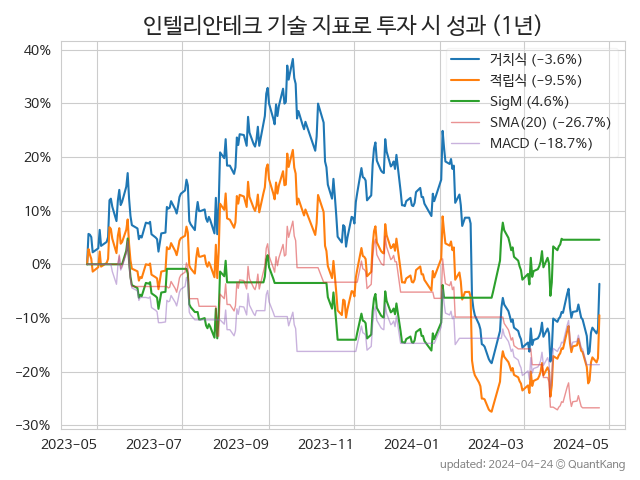 인텔리안테크 기술 지표로 투자 시 성과 (1년)
40%
30%
20%
10%
0%
−10%
−20%
−30%
거치식 (−3.6%)
적립식 (−9.5%)
SigM (4.6%)
SMA(20) (−26.7%)
MACD (−18.7%)
2023-05 2023-07 2023-09 2023-11 2024-01 2024-03 2024-05
updated: 2024-04-24 @ QuantKang